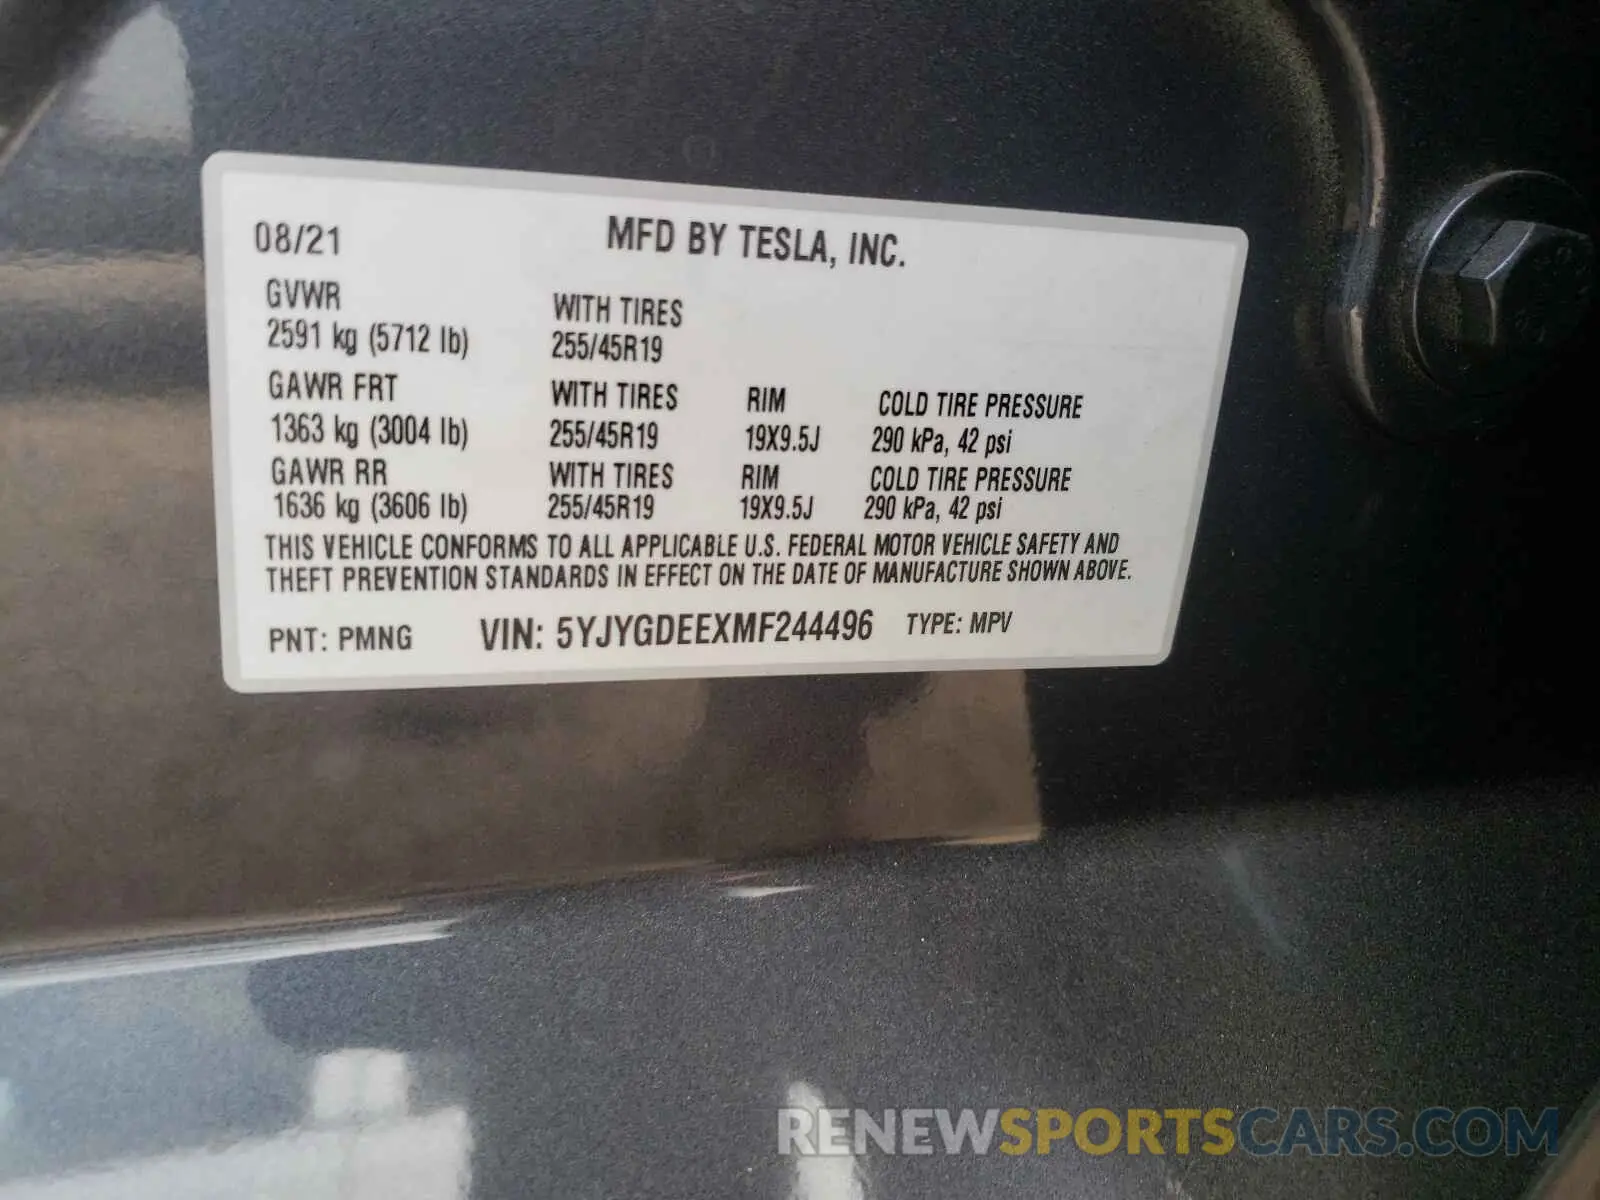 08/21 MFD BY TESLA, INC.
GVWR WITH TIRES
2591 kg (5712 lb) 255/45R19
GAWR FRT WITH TIRES RIM COLD TIRE PRESSURE
1363 kg (3004 lb) 255/45R19 19X9.5J 290 kPa, 42 psi
GAWR RR WITH TIRES RIM COLD TIRE PRESSURE
1636 kg (3606 lb) 255/45R19 19X9.5J 290 kPa, 42 psi
THIS VEHICLE CONFORMS TO ALL APPLICABLE U.S. FEDERAL MOTOR VEHICLE SAFETY AND
THEFT PREVENTION STANDARDS IN EFFECT ON THE DATE OF MANUFACTURE SHOWN ABOVE.
PNT: PMNG VIN: 5YJYGDEEXMF244496 TYPE: MPV
RENEWSPORTSCARS.COM